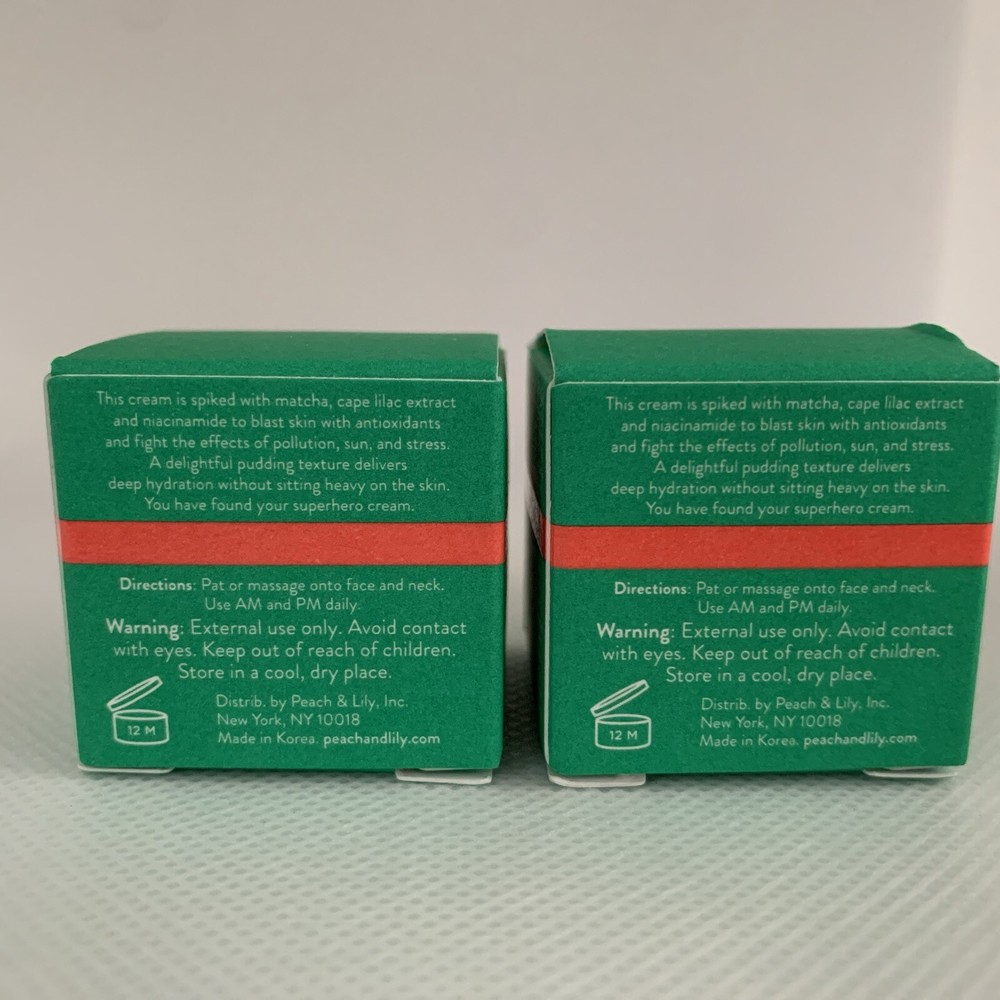 This cream is spiked with matcha, cape lilac extract
and niacinamide to blast skin with antioxidants
and fight the effects of pollution, sun, and stress.
A delightful pudding texture delivers
deep hydration without sitting heavy on the skin.
You have found your superhero cream.
Directions: Pat or massage onto face and neck.
Use AM and PM daily.
Warning: External use only. Avoid contact
with eyes. Keep out of reach of children.
Store in a cool, dry place.
12 M
Distrib. by Peach & Lily, Inc.
New York, NY 10018
Made in Korea. peachandlily.com
This cream is spiked with matcha, cape lilac extract
and niacinamide to blast skin with antioxidants
and fight the effects of pollution, sun, and stress.
A delightful pudding texture delivers
deep hydration without sitting heavy on the skin.
You have found your superhero cream.
Directions: Pat or massage onto face and neck.
Use AM and PM daily.
Warning: External use only. Avoid contact
with eyes. Keep out of reach of children.
Store in a cool, dry place.
12 M
Distrib. by Peach & Lily, Inc.
New York, NY 10018
Made in Korea. peachandlily.com